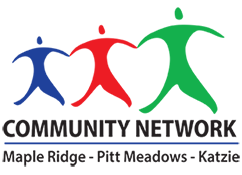 COMMUNITY NETWORK
Maple Ridge - Pitt Meadows - Katzie